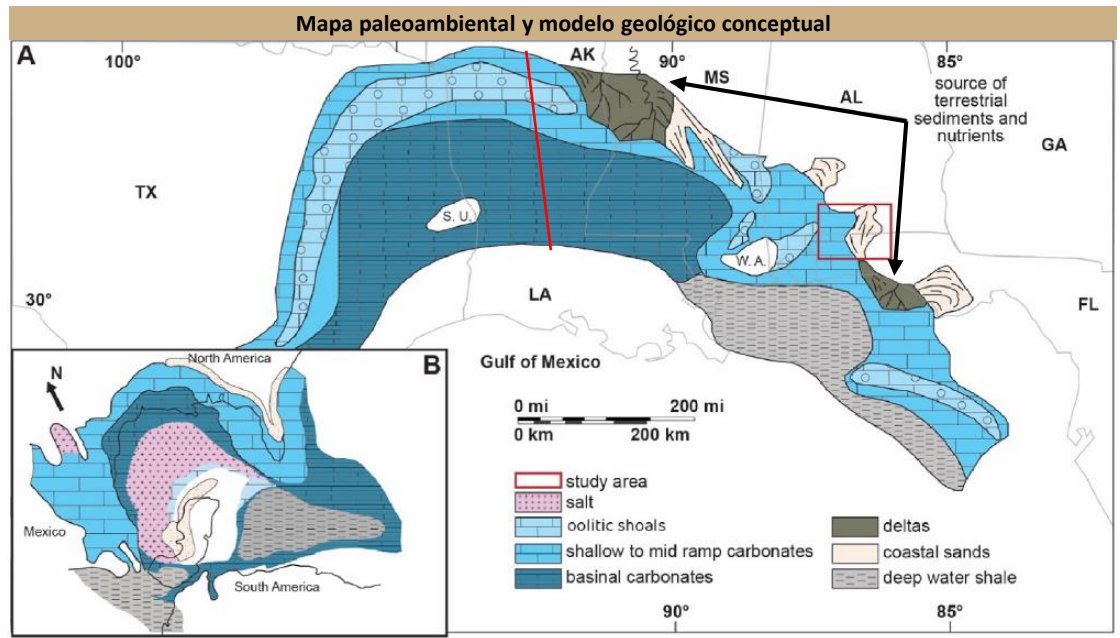 Mapa paleoambiental y modelo geológico conceptual
A
100°
AK
90°
MS
85°
AL
source of
terrestrial
sediments and
nutrients
GA
TX
S. U.
W. A.
30°
LA
FL
Gulf of Mexico
0 mi 200 mi
0 km 200 km
study area
salt
oolitic shoals
shallow to mid ramp carbonates
basinal carbonates
deltas
coastal sands
deep water shale
90°
85°
B
N
North America
Mexico
South America